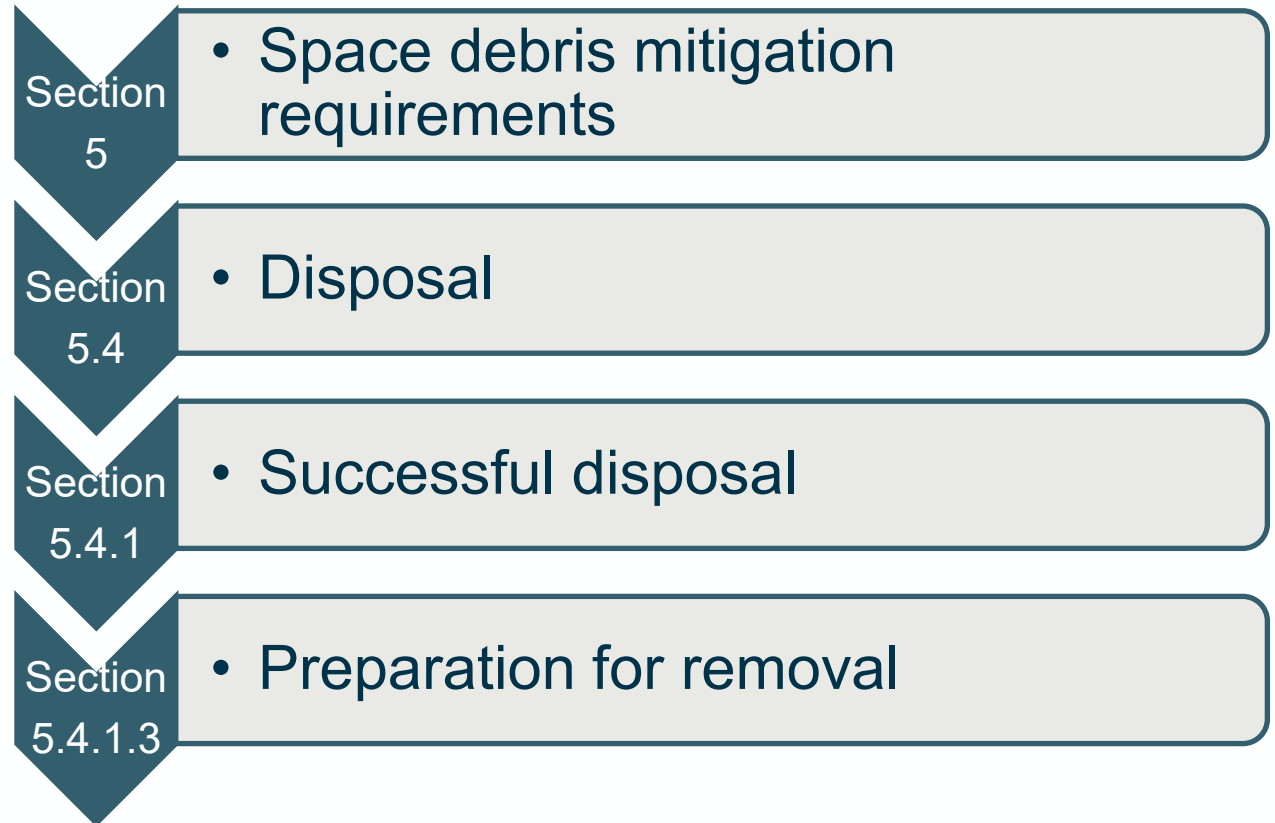 Section
5
• Space debris mitigation
requirements
Section
5.4
• Disposal
Section
5.4.1
• Successful disposal
Section
5.4.1.3
• Preparation for removal